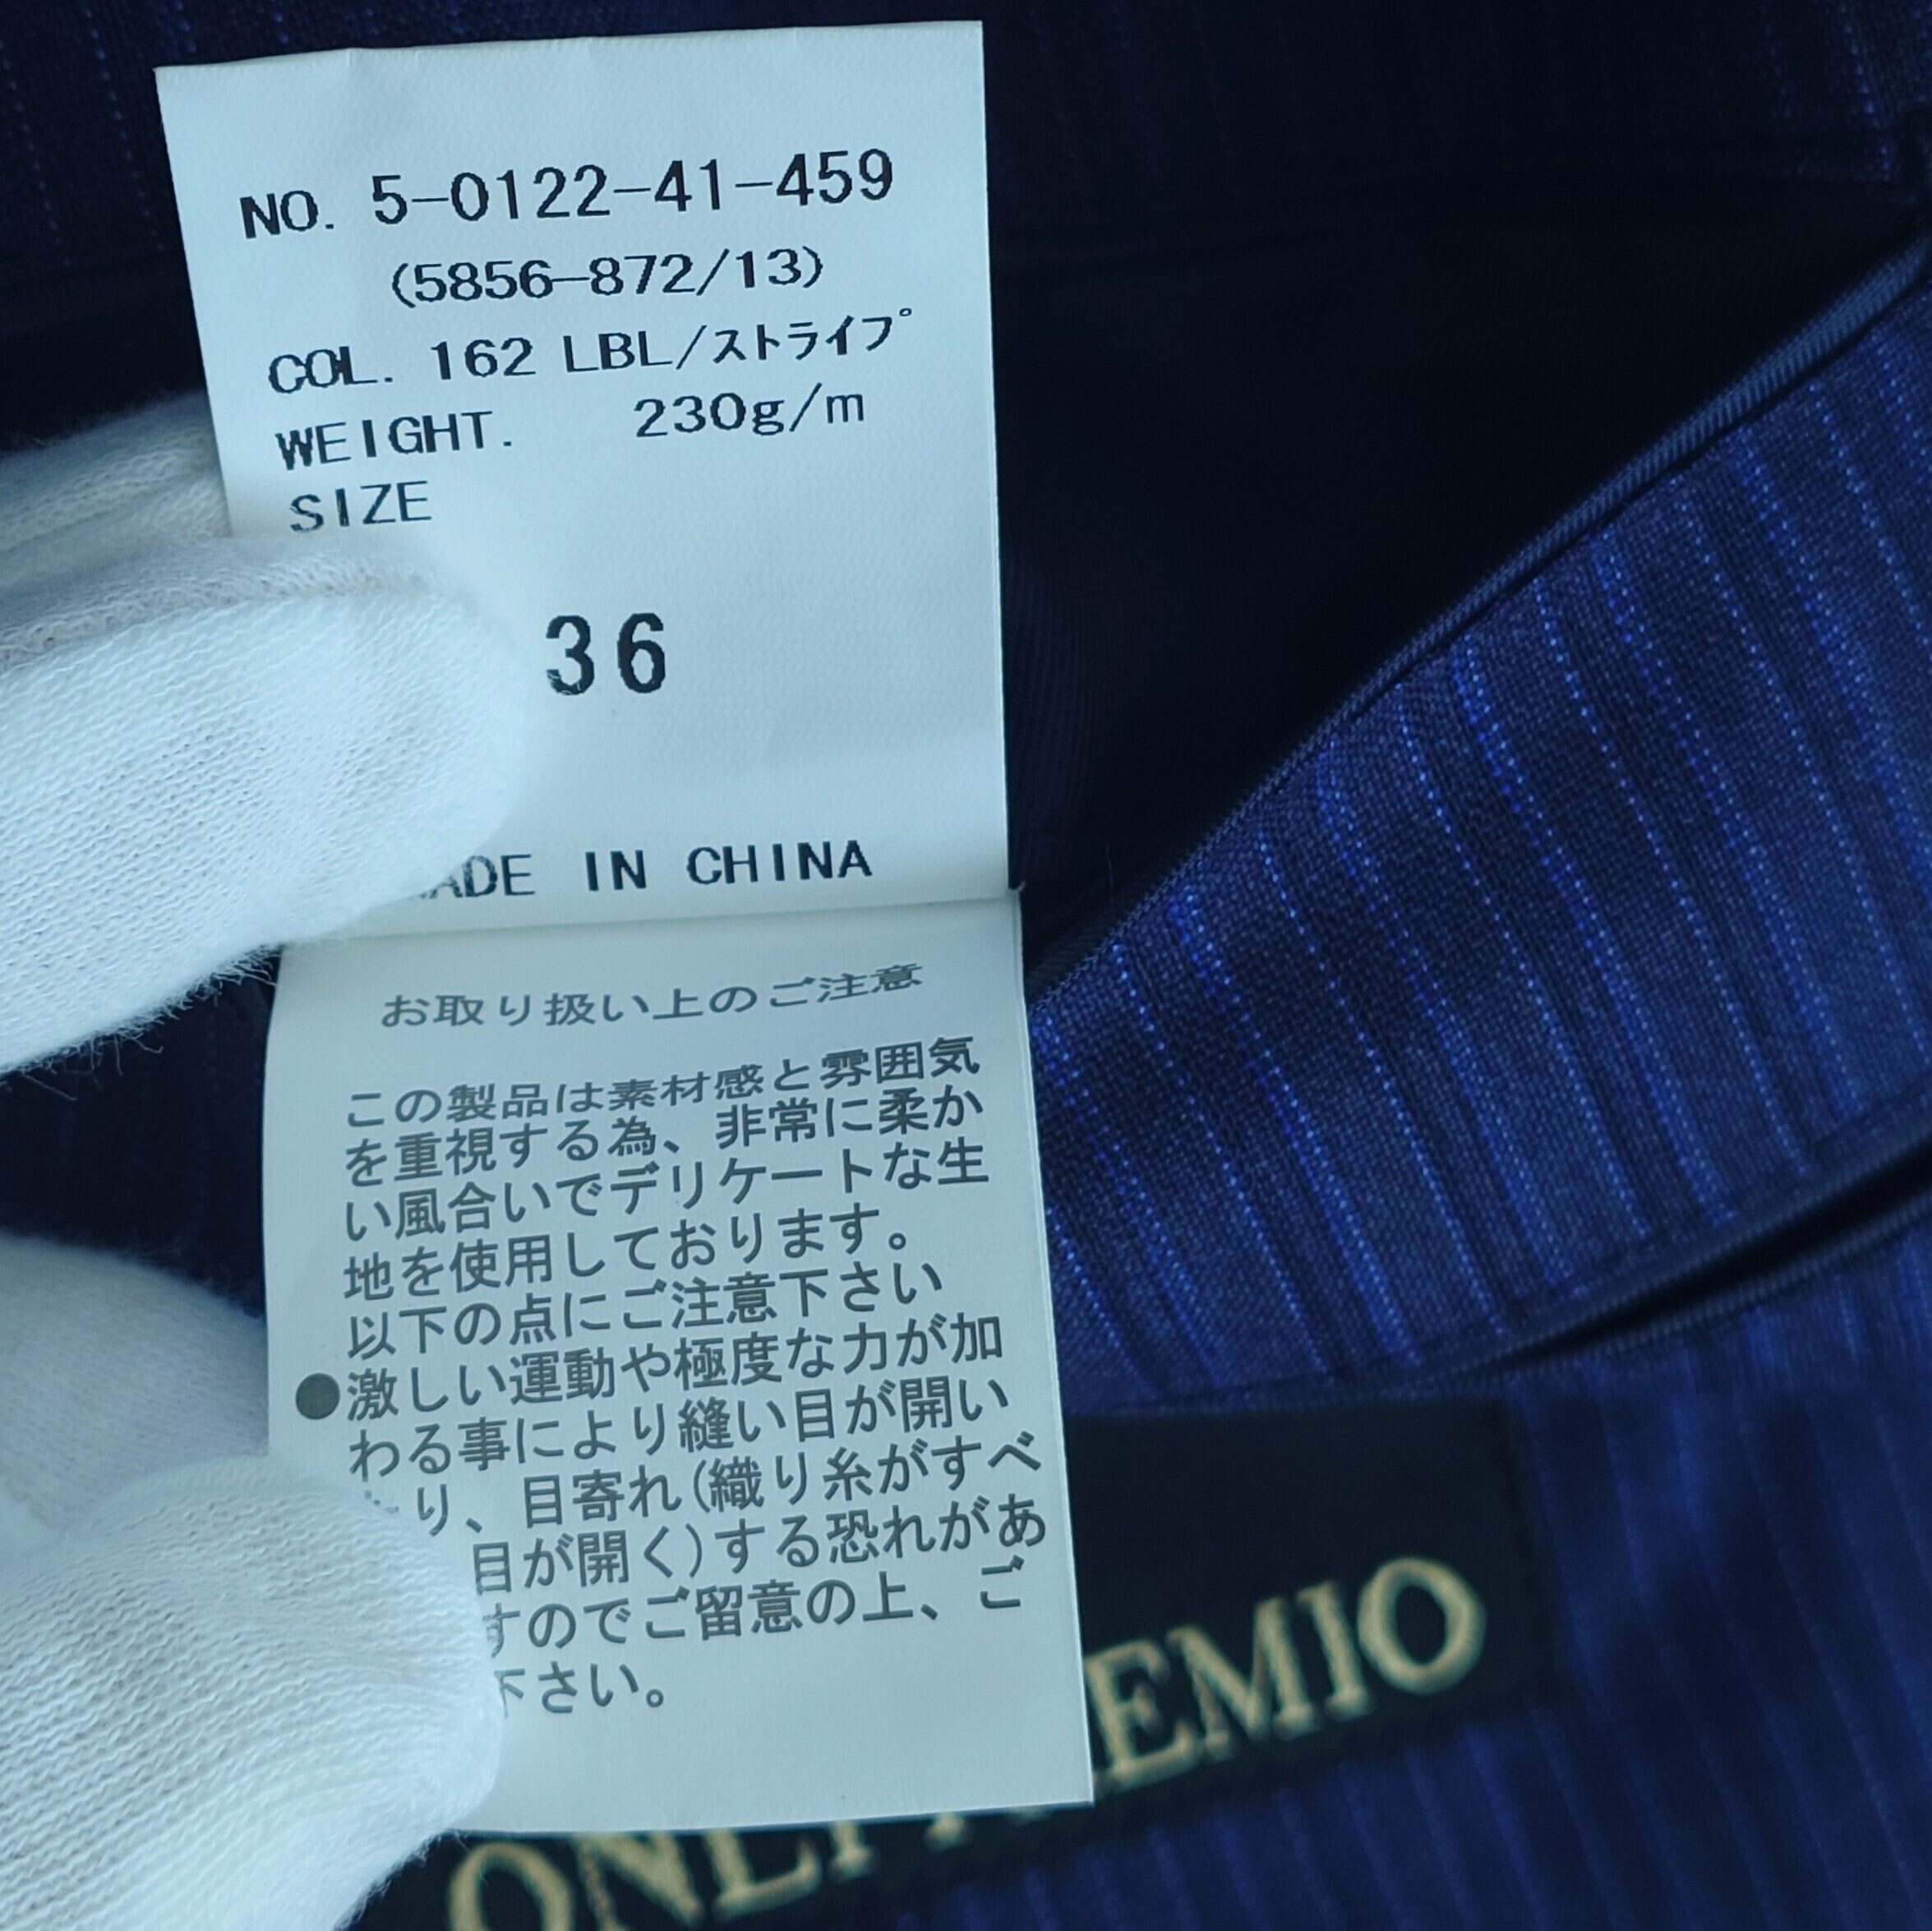 NO. 5-0122-41-459
(5856-872/13)
COL. 162 LBL/ストライプ
WEIGHT. 230g/m
SIZE
36
IN CHINA
お取り扱い上のご注意
この製品は素材感と雰囲気
を重視する為、非常に柔か
い風合いでデリケートな生
地を使用しております。
以下の点にご注意下さい
●激しい運動や極度な力が加
わる事により縫い目が開い
り、目寄れ(織り糸がすべ
目が開く)する恐れがあ
すのでご留意の上、ご
下さい。